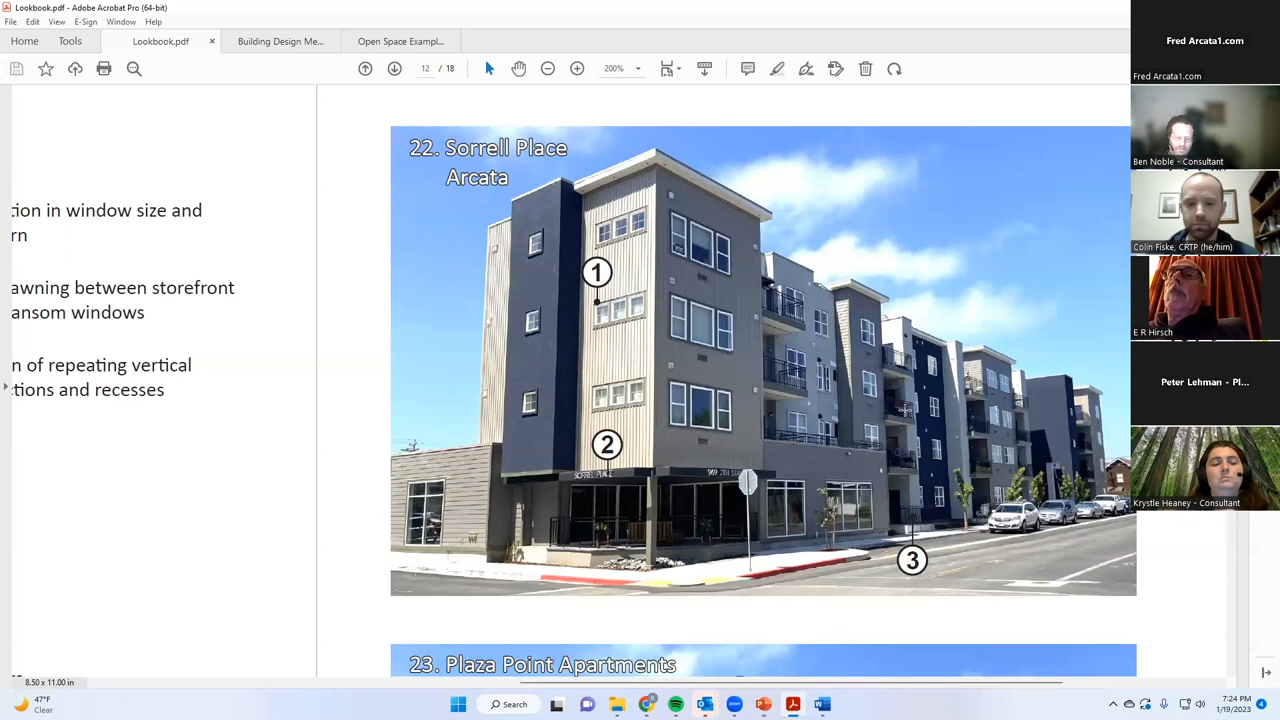 Lookbook.pdf - Adobe Acrobat Pro (64-bit)
File Edit View E-Sign Window Help
Home Tools Lookbook.pdf × Building Design Me... Open Space Exampl...
12 / 18 200%
22. Sorrell Place
Arcata
tion in window size and
rn
awning between storefront
ansom windows
n of repeating vertical
ctions and recesses
1
2
SORREL PLACE
3
23. Plaza Point Apartments
8.50 x 11.00 in
Fred Arcata1.com
Fred Arcata1.com
Ben Noble - Consultant
Colin Fiske, CRTP (he/him)
E R Hirsch
Peter Lehman - Pl...
Krystle Heaney - Consultant
47°F
Clear
Search
7:24 PM
1/19/2023
4